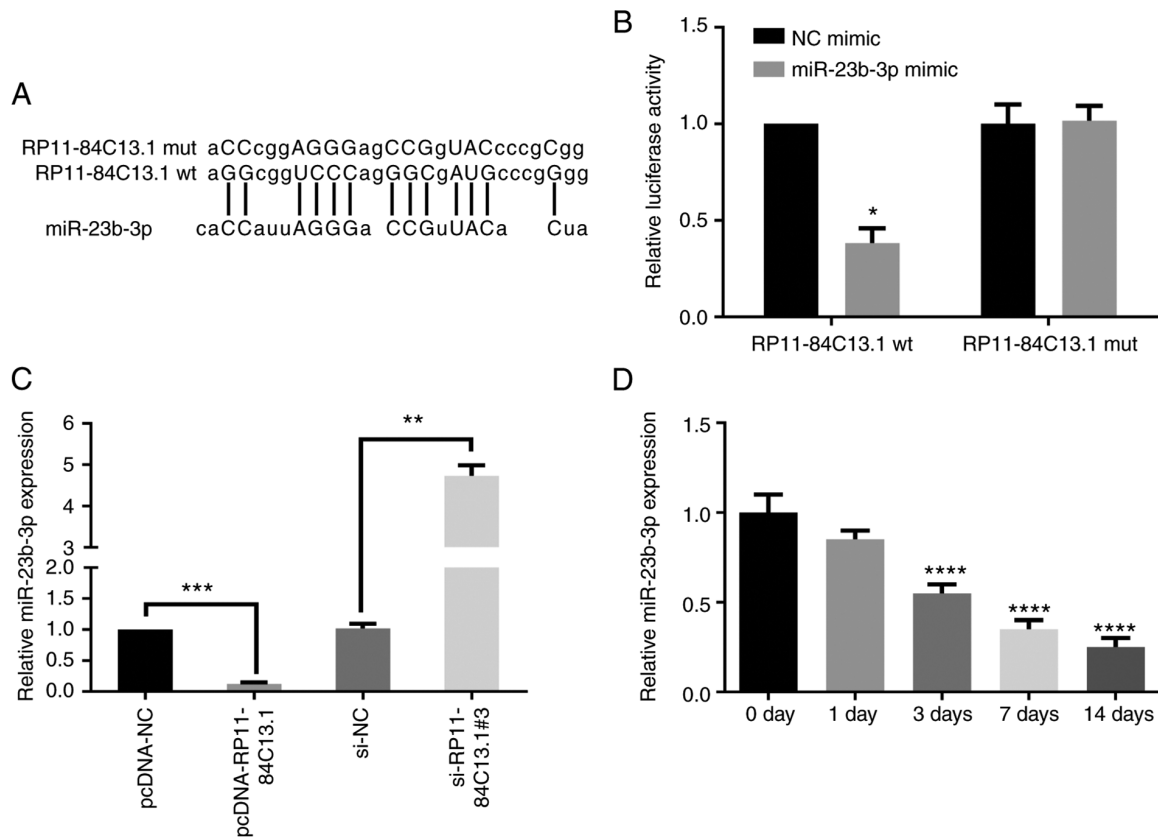 A
RP11-84C13.1 mut aCCcggAGGGagCCGgUACcccgCgg
RP11-84C13.1 wt aGGcggUCCCagGGCgAUGcccgGgg
miR-23b-3p caCCauuAGGGa CCGuUACa Cua
B
Relative luciferase activity
1.5
1.0
0.5
0.0
NC mimic
miR-23b-3p mimic
*
RP11-84C13.1 wt
RP11-84C13.1 mut
C
Relative miR-23b-3p expression
6
5
4
3
2.0
1.5
1.0
0.5
0.0
***
**
pcDNA-NC
pcDNA-RP11-
84C13.1
si-NC
si-RP11-
84C13.1#3
D
Relative miR-23b-3p expression
1.5
1.0
0.5
0.0
****
****
****
0 day
1 day
3 days
7 days
14 days